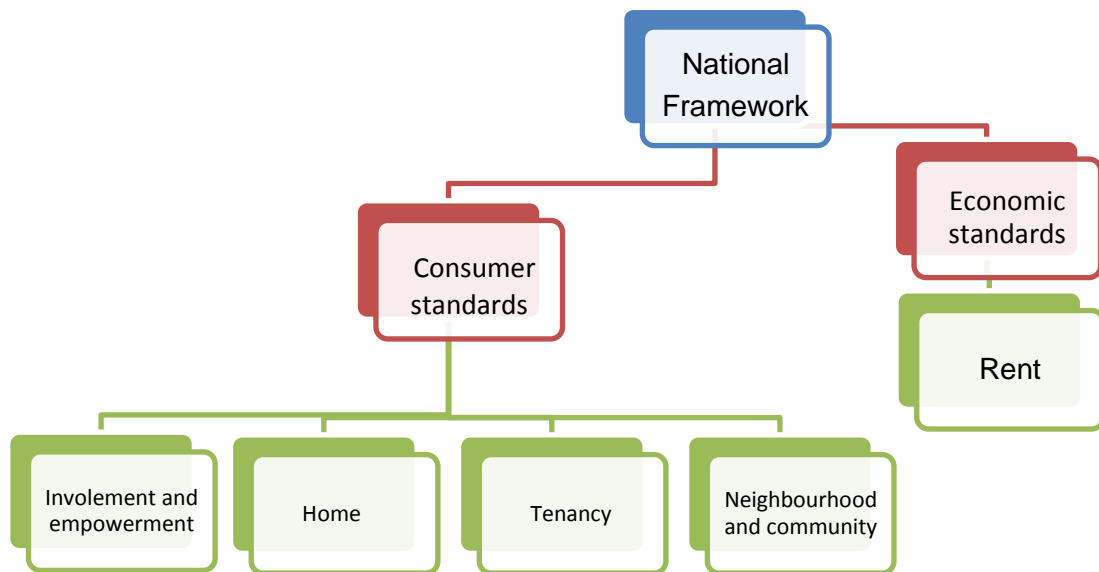 National
Framework
Economic
standards
Consumer
standards
Rent
Involement and
empowerment
Home
Tenancy
Neighbourhood
and community